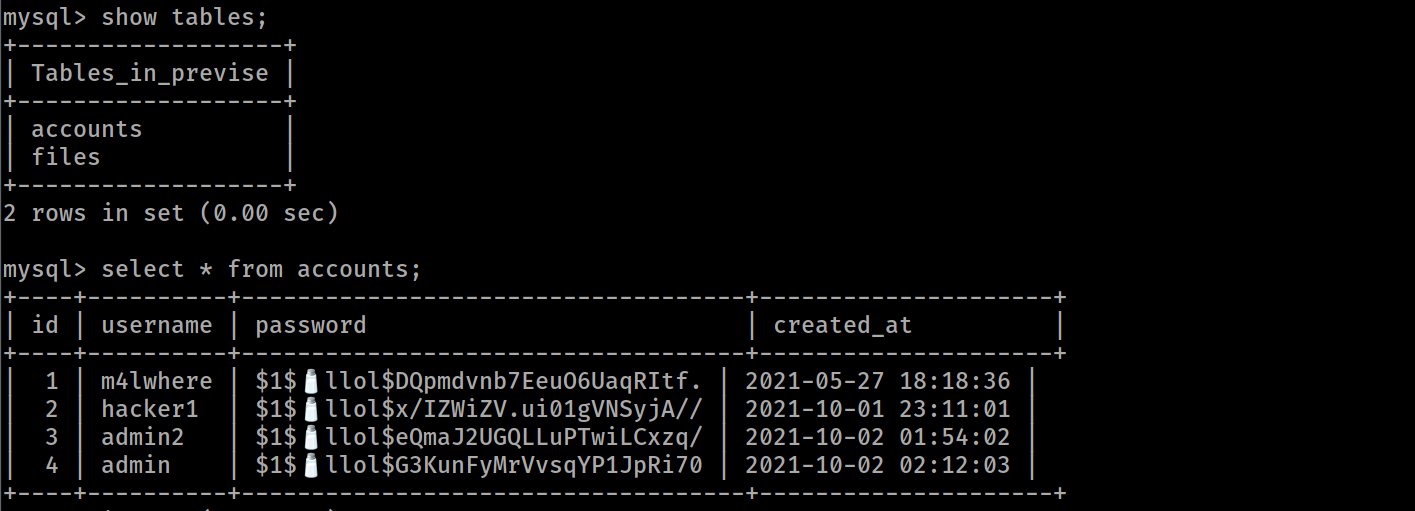 mysql> show tables;
+-------------------+
| Tables_in_previse |
+-------------------+
| accounts          |
| files             |
+-------------------+
2 rows in set (0.00 sec)
mysql> select * from accounts;
+----+----------+------------------------------------+---------------------+
| id | username | password                           | created_at          |
+----+----------+------------------------------------+---------------------+
|  1 | m4lwhere | $1$🧂llol$DQpmdvnb7EeuO6UaqRItf. | 2021-05-27 18:18:36 |
|  2 | hacker1  | $1$🧂llol$x/IZWiZV.ui01gVNSyjA// | 2021-10-01 23:11:01 |
|  3 | admin2   | $1$🧂llol$eQmaJ2UGQLLuPTwiLCxzq/ | 2021-10-02 01:54:02 |
|  4 | admin    | $1$🧂llol$G3KunFyMrVvsqYP1JpRi70 | 2021-10-02 02:12:03 |
+----+----------+------------------------------------+---------------------+